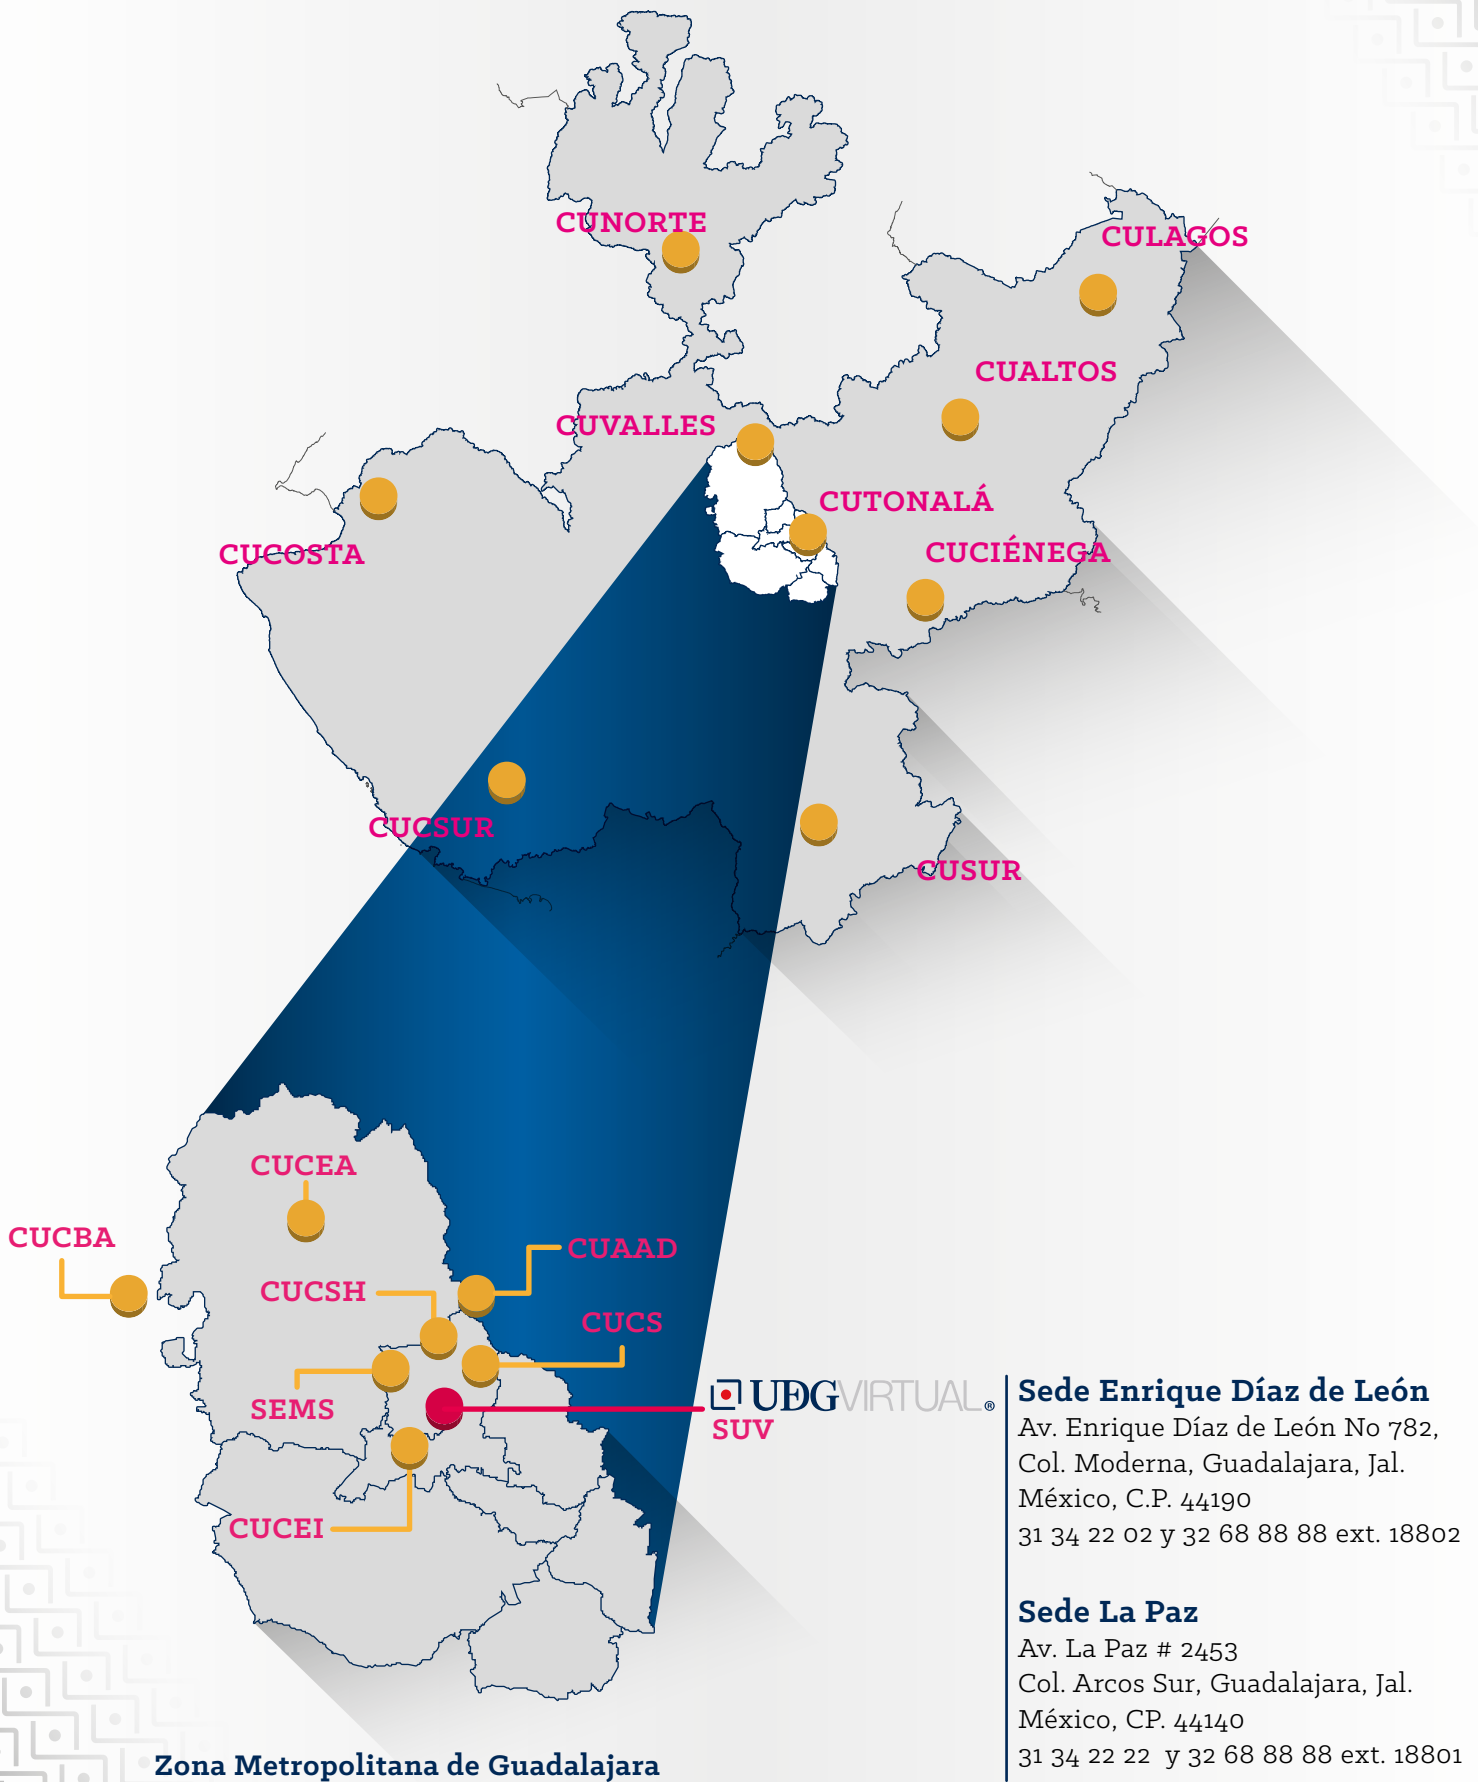 CUNORTE
CULAGOS
CUALTOS
CUVALLES
CUTONALÁ
CUCIÉNEGA
CUCOSTA
CUCSUR
CUSUR
CUCEA
CUCBA
CUAAD
CUCSH
CUCS
SEMS
UDGVIRTUAL®
SUV
CUCEI
Sede Enrique Díaz de León
Av. Enrique Díaz de León No 782,
Col. Moderna, Guadalajara, Jal.
México, C.P. 44190
31 34 22 02 y 32 68 88 88 ext. 18802
Sede La Paz
Av. La Paz # 2453
Col. Arcos Sur, Guadalajara, Jal.
México, CP. 44140
31 34 22 22 y 32 68 88 88 ext. 18801
Zona Metropolitana de Guadalajara